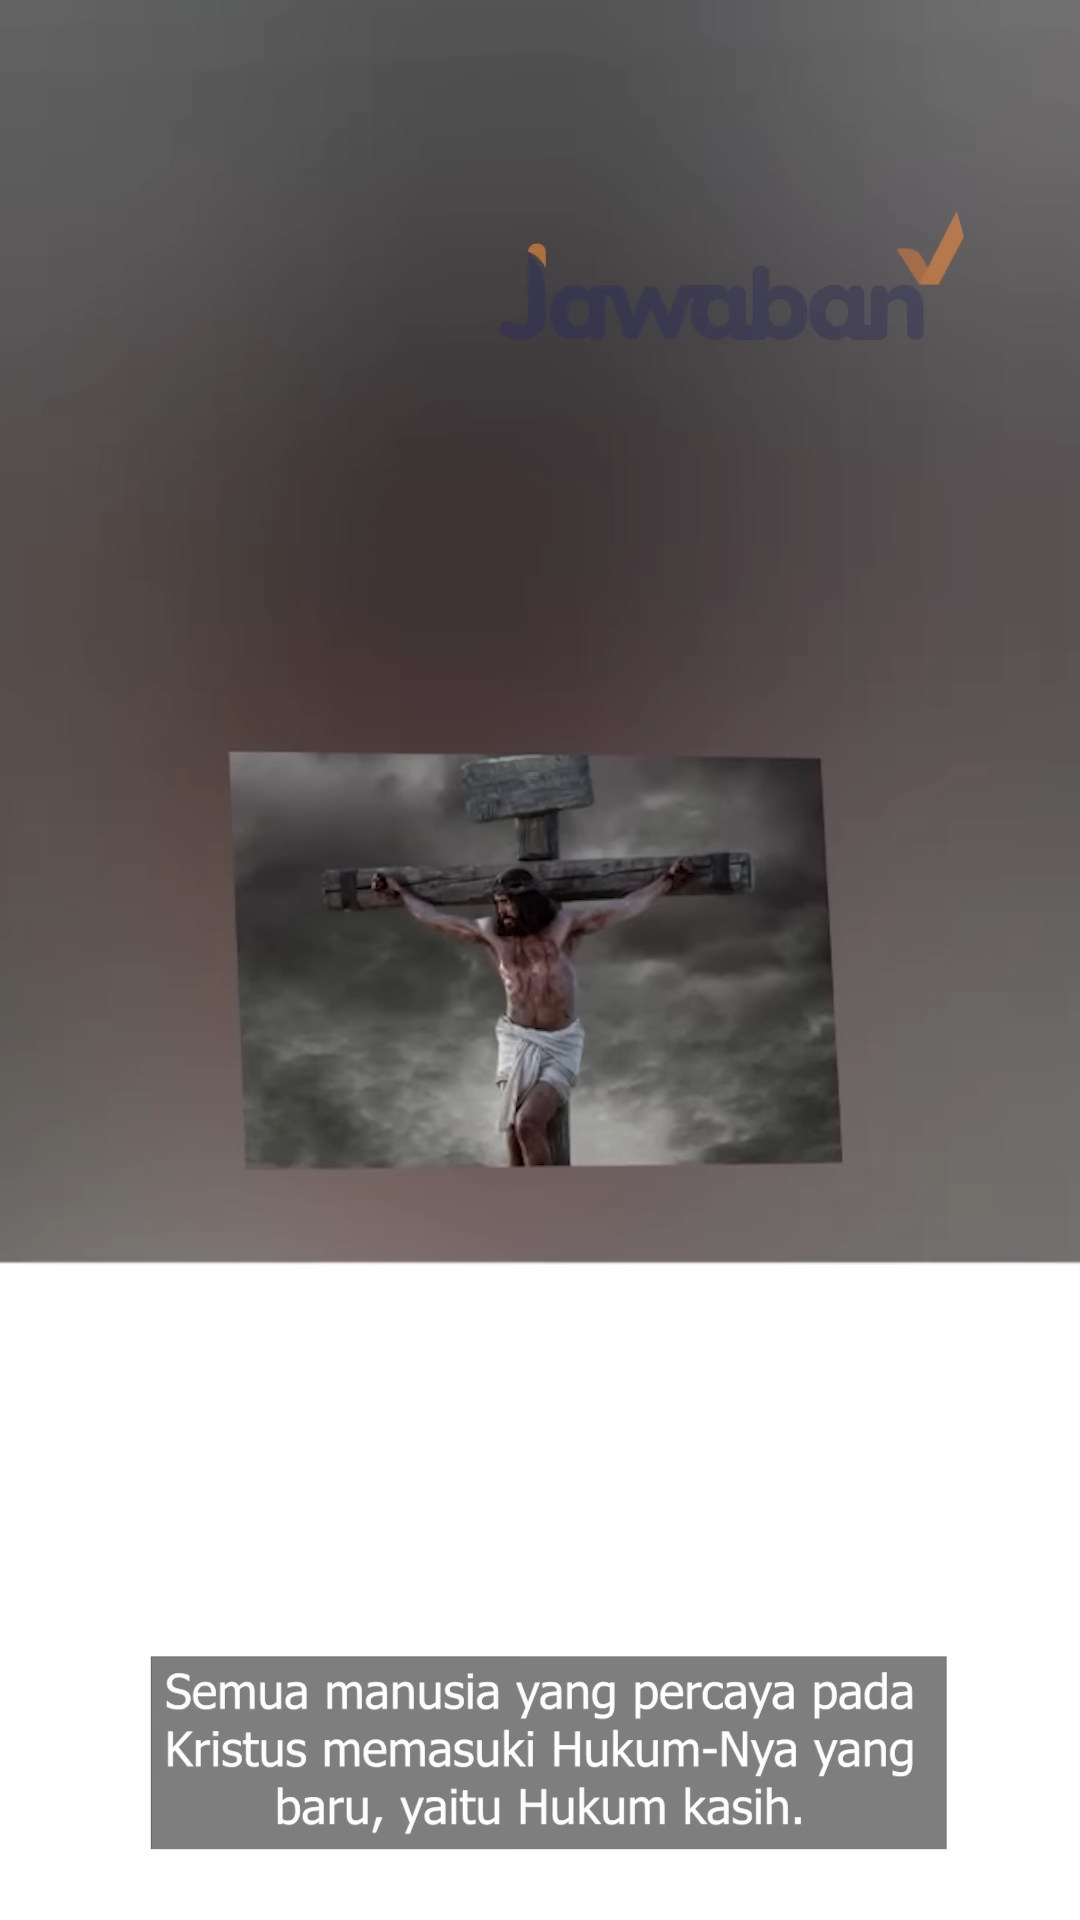 Jawaban
Semua manusia yang percaya pada
Kristus memasuki Hukum-Nya yang
baru, yaitu Hukum kasih.